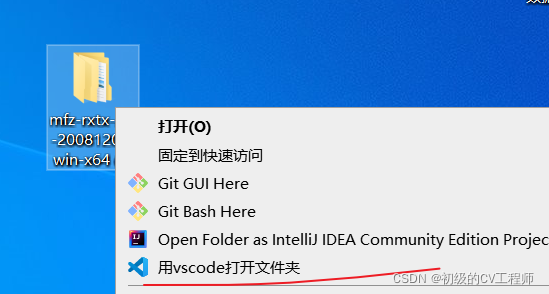 mfz-rxtx-
-2008120
win-x64
打开(O)
固定到快速访问
Git GUI Here
Git Bash Here
Open Folder as IntelliJ IDEA Community Edition Projec
用vscode打开文件夹
CSDN @初级的CV工程师